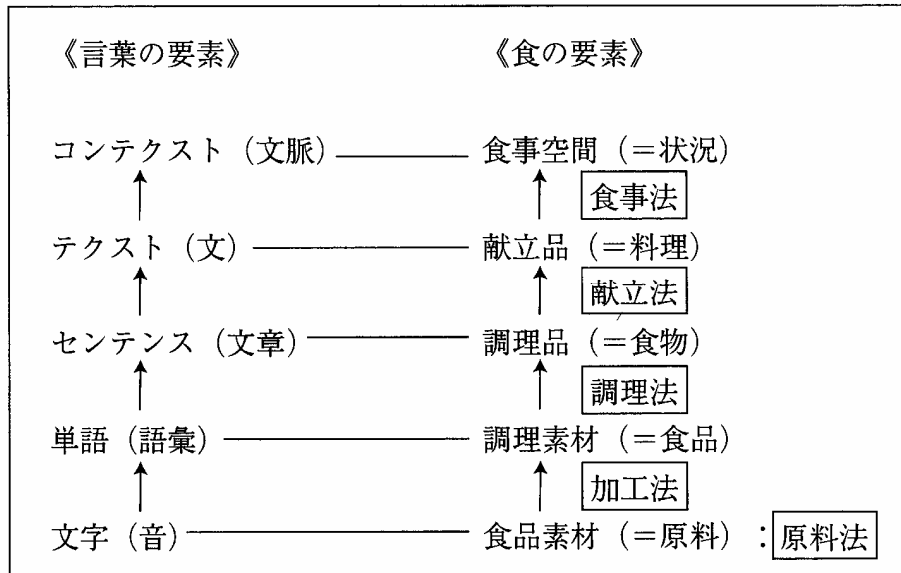 《言葉の要素》 《食の要素》
コンテクスト（文脈） 食事空間（＝状況）
食事法
テクスト（文） 献立品（＝料理）
献立法
センテンス（文章） 調理品（＝食物）
調理法
単語（語彙） 調理素材（＝食品）
加工法
文字（音） 食品素材（＝原料）：原料法